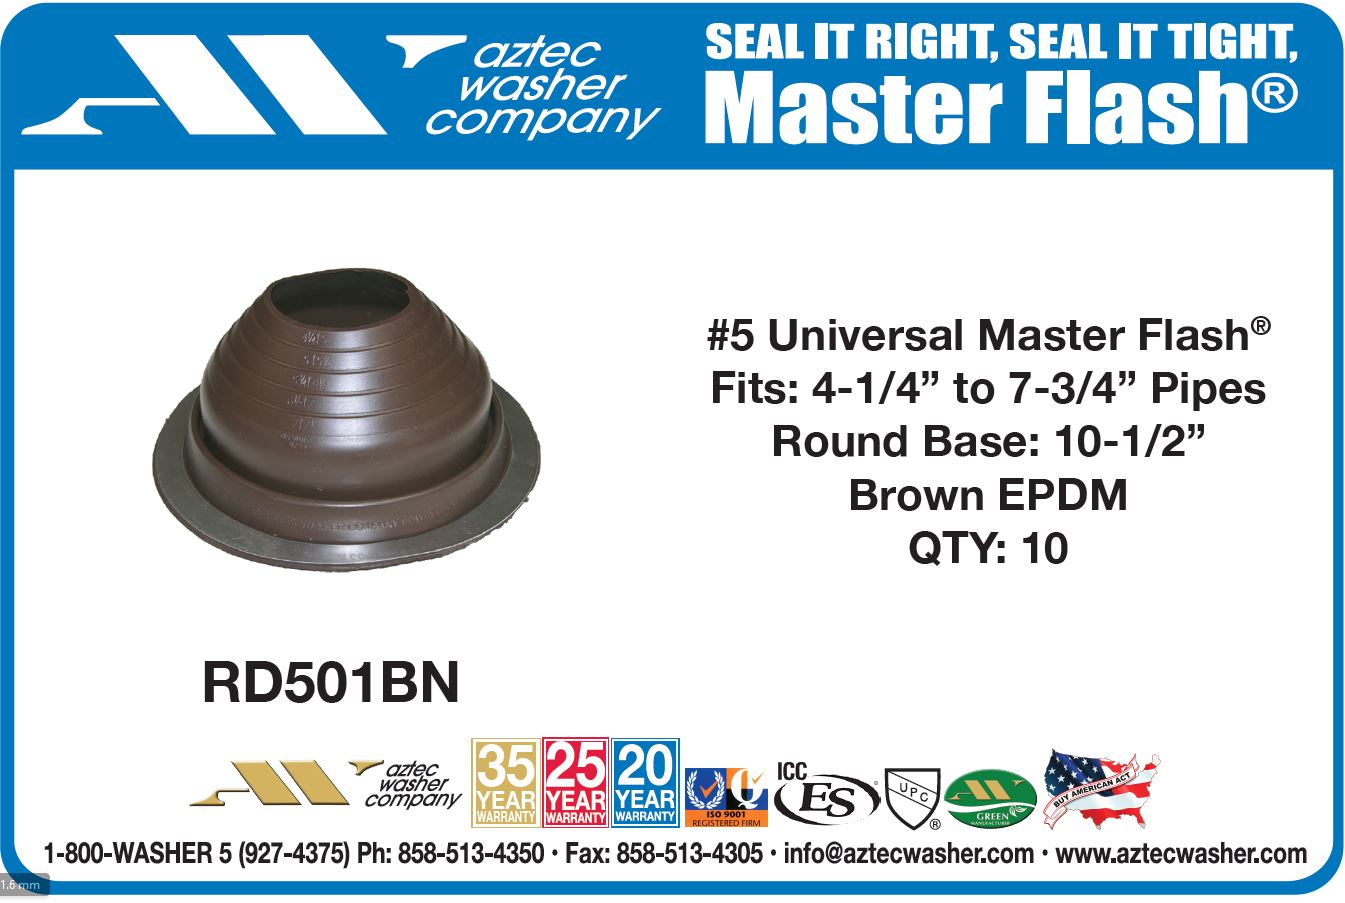 aztec
washer
company
SEAL IT RIGHT, SEAL IT TIGHT,
Master Flash®
#5 Universal Master Flash®
Fits: 4-1/4” to 7-3/4” Pipes
Round Base: 10-1/2”
Brown EPDM
QTY: 10
RD501BN
aztec
washer
company
35
YEAR
WARRANTY
25
YEAR
WARRANTY
20
YEAR
WARRANTY
Q
ISO 9001
REGISTERED FIRM
ICC
ES
UPC
®
GREEN
MANUFACTURER
BUY AMERICAN ACT
1-800-WASHER 5 (927-4375) Ph: 858-513-4350 • Fax: 858-513-4305 • info@aztecwasher.com • www.aztecwasher.com
1.6 mm